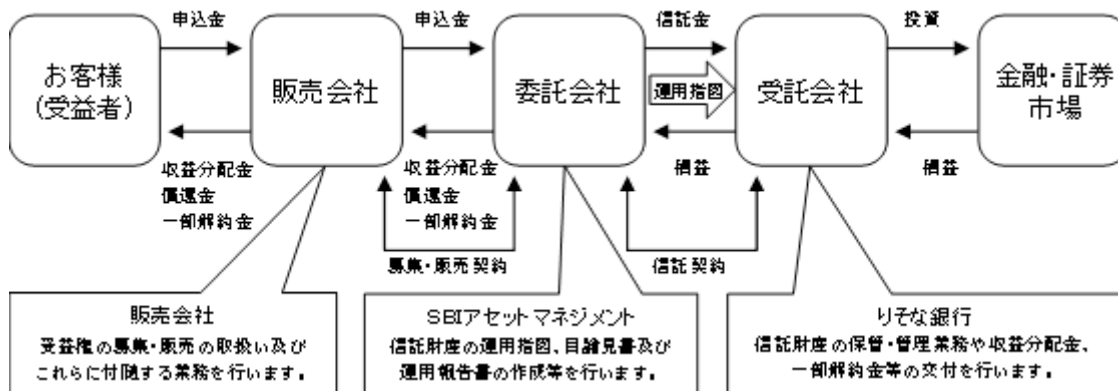 申込金
申込金
信託金
投資
お客様
(受益者)
販売会社
委託会社
運用指図
受託会社
金融・証券
市場
収益分配金
償還金
一部解約金
収益分配金
償還金
一部解約金
損益
損益
募集・販売契約
信託契約
販売会社
受益権の募集・販売の取扱い及び
これらに付随する業務を行います。
SBIアセットマネジメント
信託財産の運用指図、目論見書及び
運用報告書の作成等を行います。
りそな銀行
信託財産の保管・管理業務や収益分配金、
一部解約金等の交付を行います。